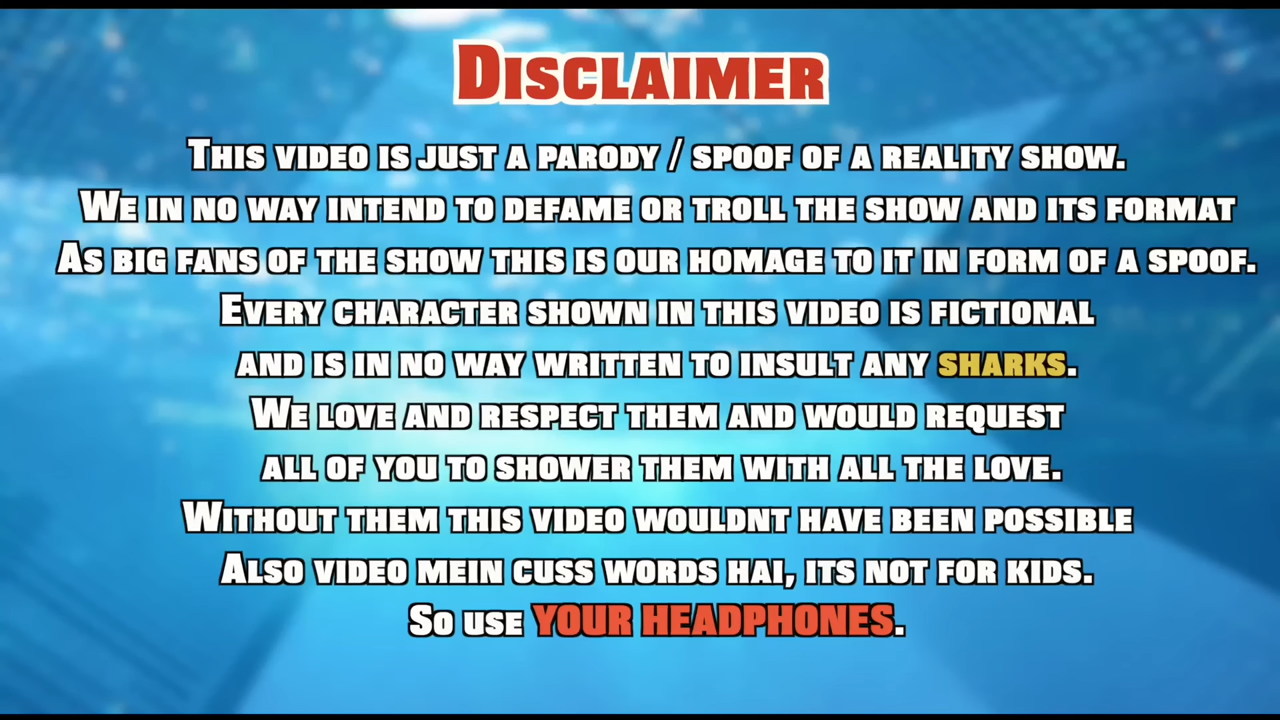 Disclaimer
This video is just a parody / spoof of a reality show.
We in no way intend to defame or troll the show and its format
As big fans of the show this is our homage to it in form of a spoof.
Every character shown in this video is fictional
and is in no way written to insult any sharks.
We love and respect them and would request
all of you to shower them with all the love.
Without them this video wouldnt have been possible
Also video mein cuss words hai, its not for kids.
So use YOUR HEADPHONES.